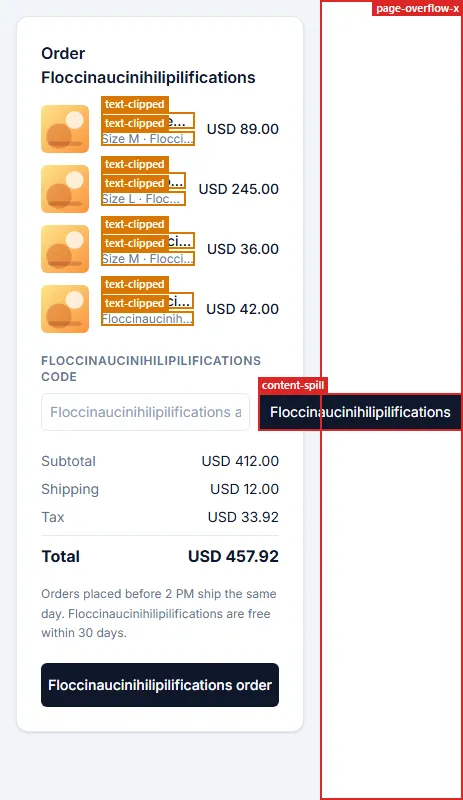 page-overflow-x
Order
Floccinaucinihilipilifications
text-clipped
text-clipped
Size M · Flocci...
USD 89.00
text-clipped
text-clipped
Size L · Floc...
USD 245.00
text-clipped
text-clipped
Size M · Flocci...
USD 36.00
text-clipped
text-clipped
Floccinaucinih...
USD 42.00
FLOCCINAUCINIHILIPILIFICATIONS
CODE
content-spill
Floccinaucinihilipilifications
Floccinaucinihilipilifications
Subtotal USD 412.00
Shipping USD 12.00
Tax USD 33.92
Total USD 457.92
Orders placed before 2 PM ship the same
day. Floccinaucinihilipilifications are free
within 30 days.
Floccinaucinihilipilifications order